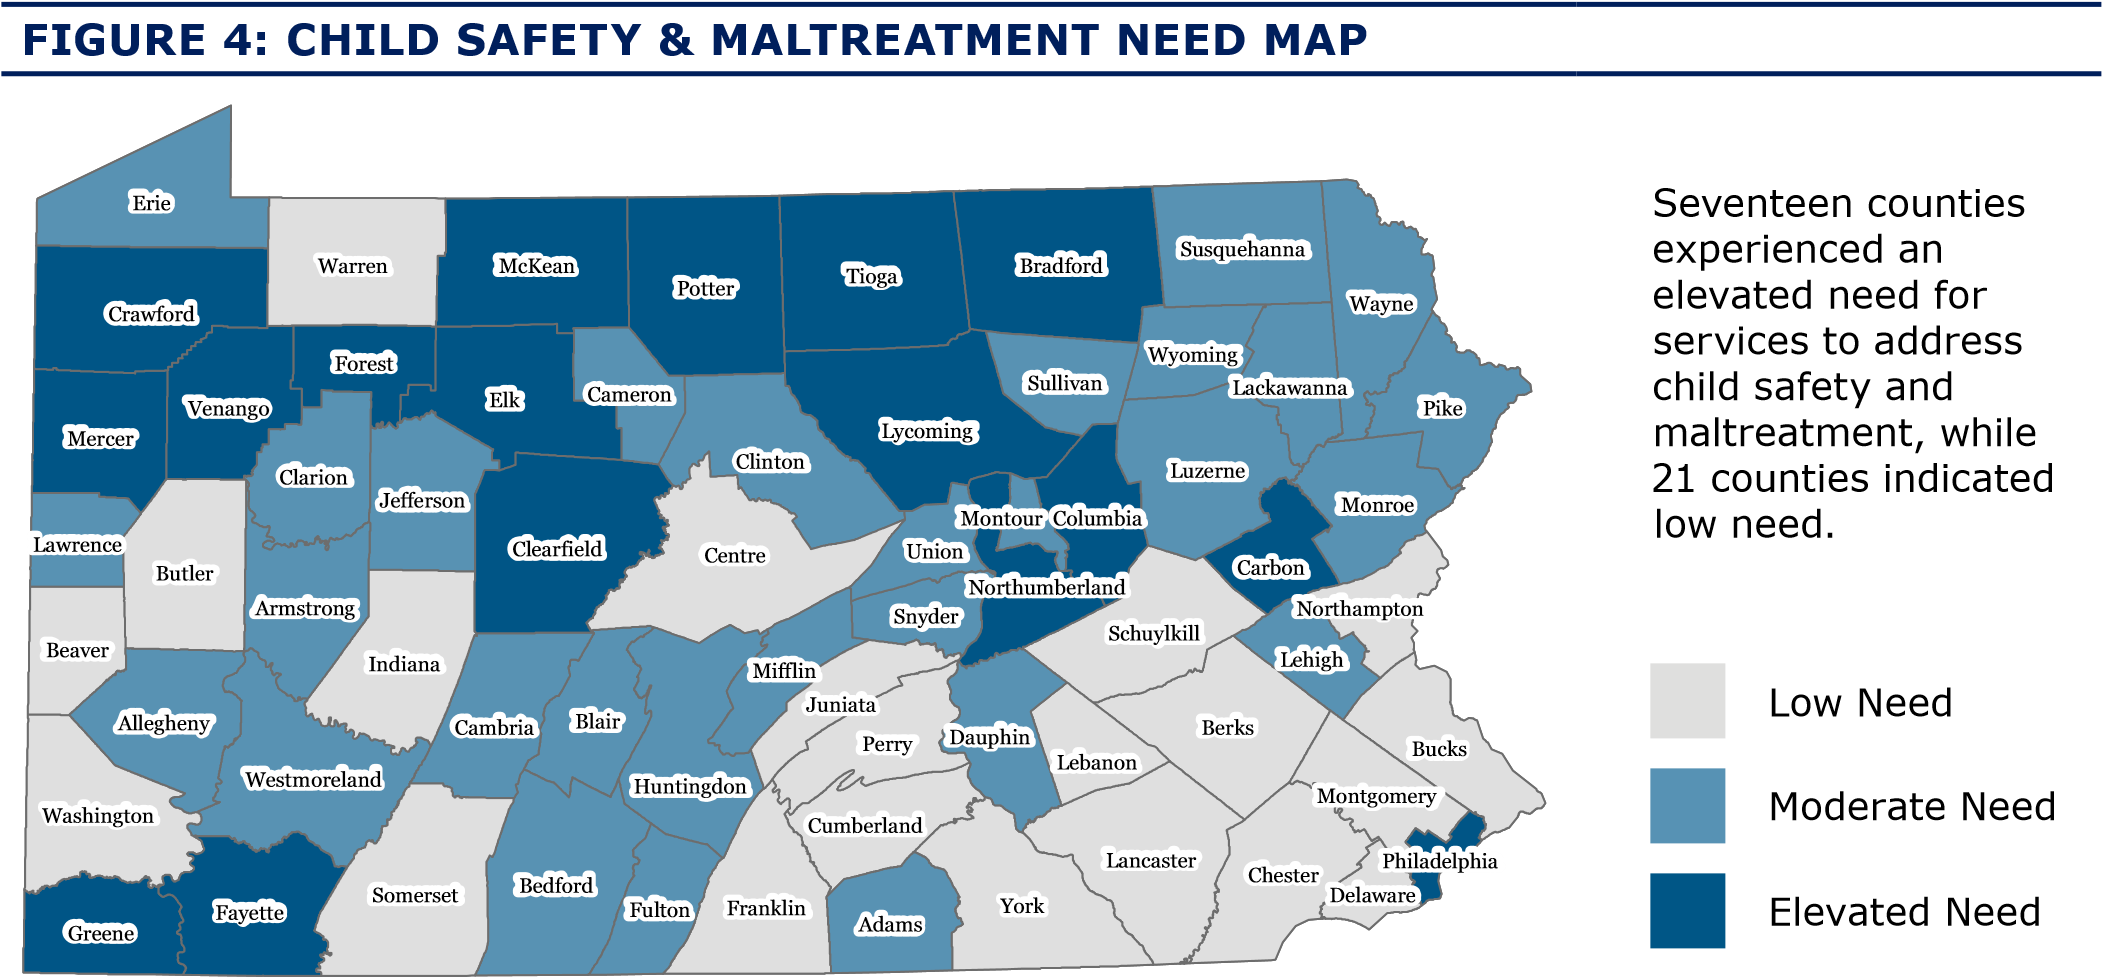 FIGURE 4: CHILD SAFETY & MALTREATMENT NEED MAP
Erie
Warren
McKean
Potter
Tioga
Bradford
Susquehanna
Wayne
Crawford
Forest
Elk
Cameron
Sullivan
Wyoming
Lackawanna
Pike
Mercer
Venango
Lycoming
Clarion
Jefferson
Clinton
Luzerne
Monroe
Lawrence
Butler
Clearfield
Centre
Union
Montour
Columbia
Carbon
Armstrong
Northumberland
Northampton
Beaver
Indiana
Snyder
Schuylkill
Lehigh
Mifflin
Allegheny
Cambria
Blair
Juniata
Perry
Dauphin
Berks
Bucks
Westmoreland
Huntingdon
Lebanon
Montgomery
Washington
Cumberland
Lancaster
Philadelphia
Chester
Delaware
Greene
Fayette
Somerset
Bedford
Fulton
Franklin
Adams
York
Seventeen counties
experienced an
elevated need for
services to address
child safety and
maltreatment, while
21 counties indicated
low need.
Low Need
Moderate Need
Elevated Need